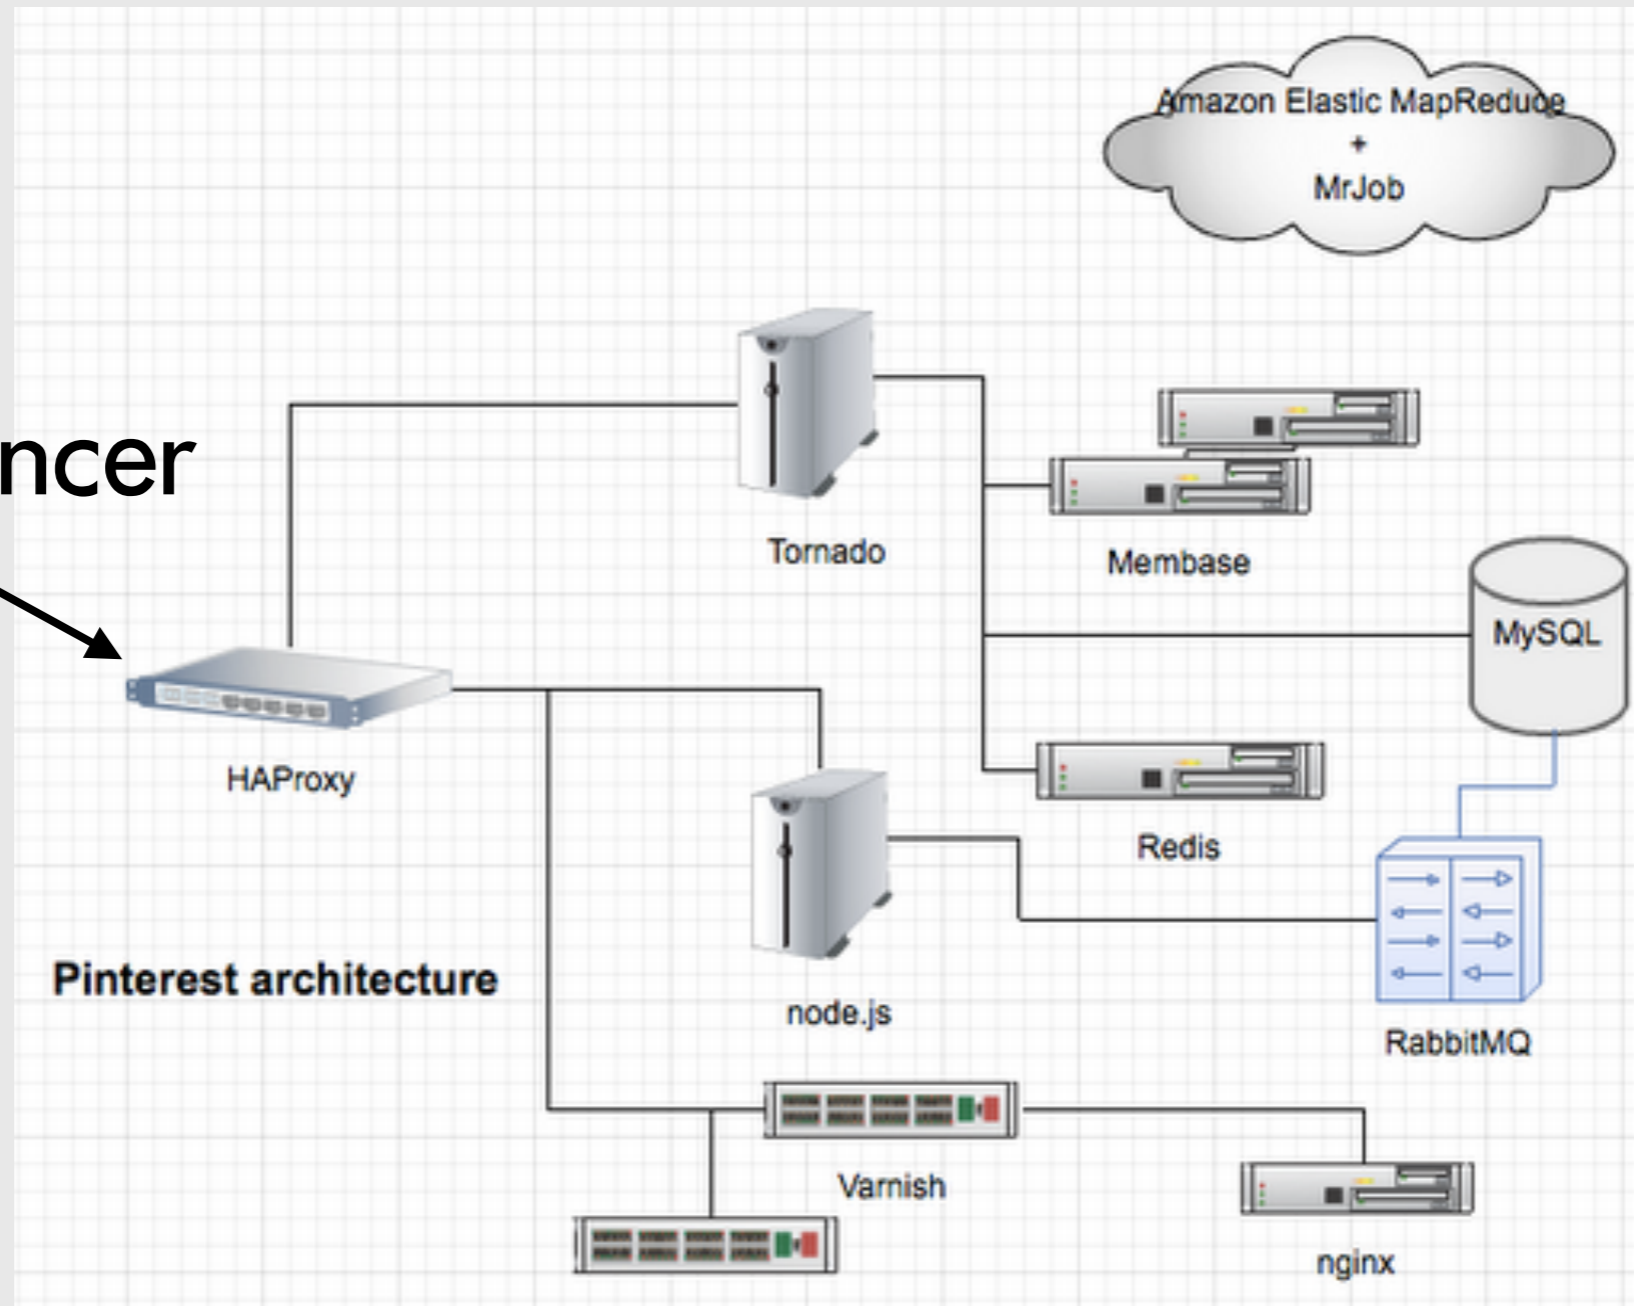 Amazon Elastic MapReduce
+
MrJob
ncer
Tornado
Membase
MySQL
HAProxy
Redis
Pinterest architecture
node.js
RabbitMQ
Varnish
nginx